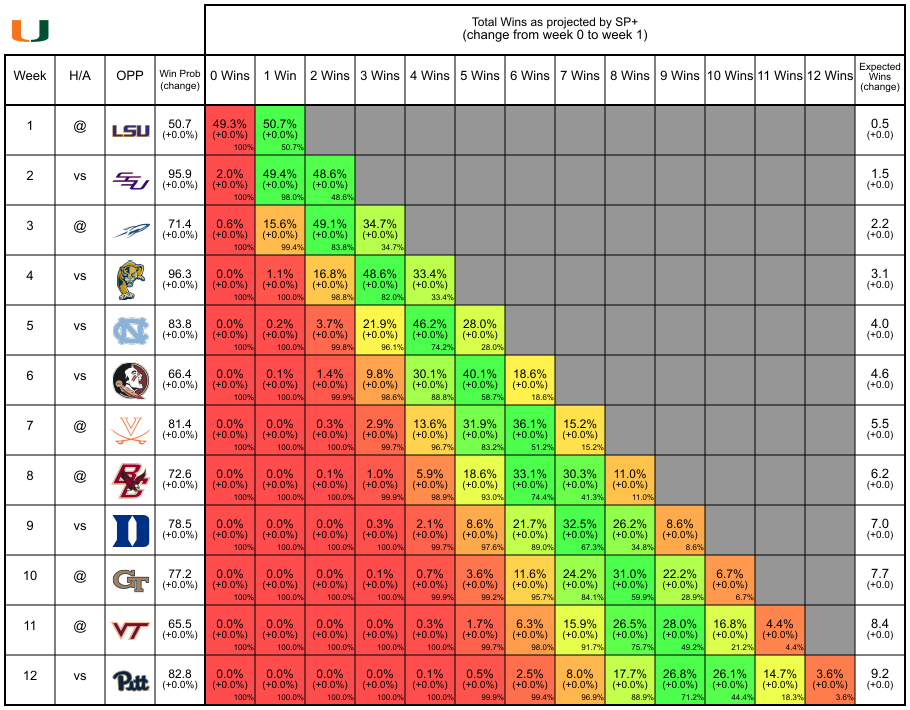 Total Wins as projected by SP+
(change from week 0 to week 1)
Week H/A OPP Win Prob (change) 0 Wins 1 Win 2 Wins 3 Wins 4 Wins 5 Wins 6 Wins 7 Wins 8 Wins 9 Wins 10 Wins 11 Wins 12 Wins Expected Wins (change)
1 @ LSU 50.7 49.3% 50.7% 0.5
(+0.0%) (+0.0%) (+0.0%) (+0.0)
100% 50.7%
2 vs 95.9 2.0% 49.4% 48.6% 1.5
(+0.0%) (+0.0%) (+0.0%) (+0.0%) (+0.0)
100% 98.0% 48.6%
3 @ 71.4 0.6% 15.6% 49.1% 34.7% 2.2
(+0.0%) (+0.0%) (+0.0%) (+0.0%) (+0.0%) (+0.0)
100% 99.4% 83.8% 34.7%
4 vs 96.3 0.0% 1.1% 16.8% 48.6% 33.4% 3.1
(+0.0%) (+0.0%) (+0.0%) (+0.0%) (+0.0%) (+0.0%) (+0.0)
100% 100.0% 98.8% 82.0% 33.4%
5 vs NC 83.8 0.0% 0.2% 3.7% 21.9% 46.2% 28.0% 4.0
(+0.0%) (+0.0%) (+0.0%) (+0.0%) (+0.0%) (+0.0%) (+0.0%) (+0.0)
100% 100.0% 99.8% 96.1% 74.2% 28.0%
6 vs 66.4 0.0% 0.1% 1.4% 9.8% 30.1% 40.1% 18.6% 4.6
(+0.0%) (+0.0%) (+0.0%) (+0.0%) (+0.0%) (+0.0%) (+0.0%) (+0.0%) (+0.0)
100% 100.0% 99.9% 98.6% 88.8% 58.7% 18.6%
7 @ V 81.4 0.0% 0.0% 0.3% 2.9% 13.6% 31.9% 36.1% 15.2% 5.5
(+0.0%) (+0.0%) (+0.0%) (+0.0%) (+0.0%) (+0.0%) (+0.0%) (+0.0%) (+0.0%) (+0.0)
100% 100.0% 100.0% 99.7% 96.7% 83.2% 51.2% 15.2%
8 @ BC 72.6 0.0% 0.0% 0.1% 1.0% 5.9% 18.6% 33.1% 30.3% 11.0% 6.2
(+0.0%) (+0.0%) (+0.0%) (+0.0%) (+0.0%) (+0.0%) (+0.0%) (+0.0%) (+0.0%) (+0.0%) (+0.0)
100% 100.0% 100.0% 99.9% 98.9% 93.0% 74.4% 41.3% 11.0%
9 vs D 78.5 0.0% 0.0% 0.0% 0.3% 2.1% 8.6% 21.7% 32.5% 26.2% 8.6% 7.0
(+0.0%) (+0.0%) (+0.0%) (+0.0%) (+0.0%) (+0.0%) (+0.0%) (+0.0%) (+0.0%) (+0.0%) (+0.0%) (+0.0)
100% 100.0% 100.0% 100.0% 99.7% 97.6% 89.0% 67.3% 34.8% 8.6%
10 @ GT 77.2 0.0% 0.0% 0.0% 0.1% 0.7% 3.6% 11.6% 24.2% 31.0% 22.2% 6.7% 7.7
(+0.0%) (+0.0%) (+0.0%) (+0.0%) (+0.0%) (+0.0%) (+0.0%) (+0.0%) (+0.0%) (+0.0%) (+0.0%) (+0.0%) (+0.0)
100% 100.0% 100.0% 100.0% 99.9% 99.2% 95.7% 84.1% 59.9% 28.9% 6.7%
11 @ VT 65.5 0.0% 0.0% 0.0% 0.0% 0.3% 1.7% 6.3% 15.9% 26.5% 28.0% 16.8% 4.4% 8.4
(+0.0%) (+0.0%) (+0.0%) (+0.0%) (+0.0%) (+0.0%) (+0.0%) (+0.0%) (+0.0%) (+0.0%) (+0.0%) (+0.0%) (+0.0%) (+0.0)
100% 100.0% 100.0% 100.0% 100.0% 99.7% 98.0% 91.7% 75.7% 49.2% 21.2% 4.4%
12 vs Pitt 82.8 0.0% 0.0% 0.0% 0.0% 0.1% 0.5% 2.5% 8.0% 17.7% 26.8% 26.1% 14.7% 3.6% 9.2
(+0.0%) (+0.0%) (+0.0%) (+0.0%) (+0.0%) (+0.0%) (+0.0%) (+0.0%) (+0.0%) (+0.0%) (+0.0%) (+0.0%) (+0.0%) (+0.0%) (+0.0)
100% 100.0% 100.0% 100.0% 100.0% 99.9% 99.4% 96.9% 88.9% 71.2% 44.4% 18.3% 3.6%